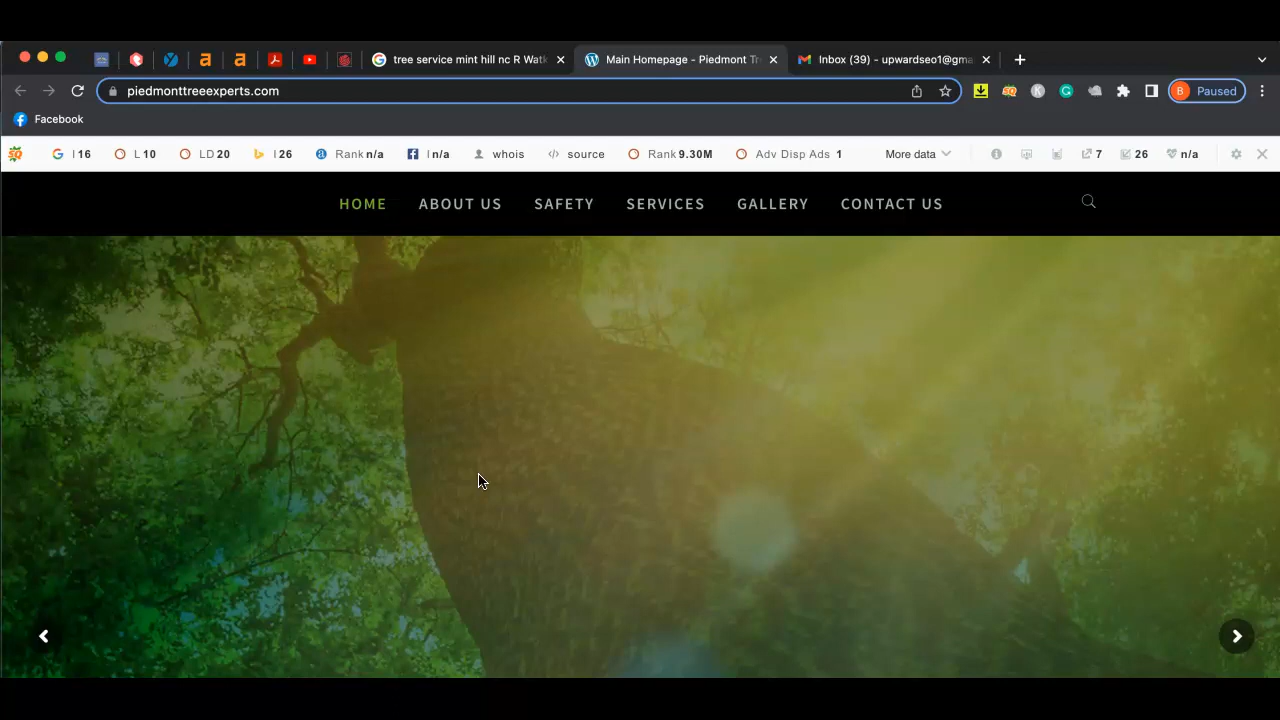 tree service mint hill nc R Watk
Main Homepage - Piedmont Tr
Inbox (39) - upwardseo1@gma
piedmonttreeexperts.com
B Paused
Facebook
SQ I 16 L 10 LD 20 I 26 Rank n/a I n/a whois source Rank 9.30M Adv Disp Ads 1 More data 7 26 n/a
HOME ABOUT US SAFETY SERVICES GALLERY CONTACT US